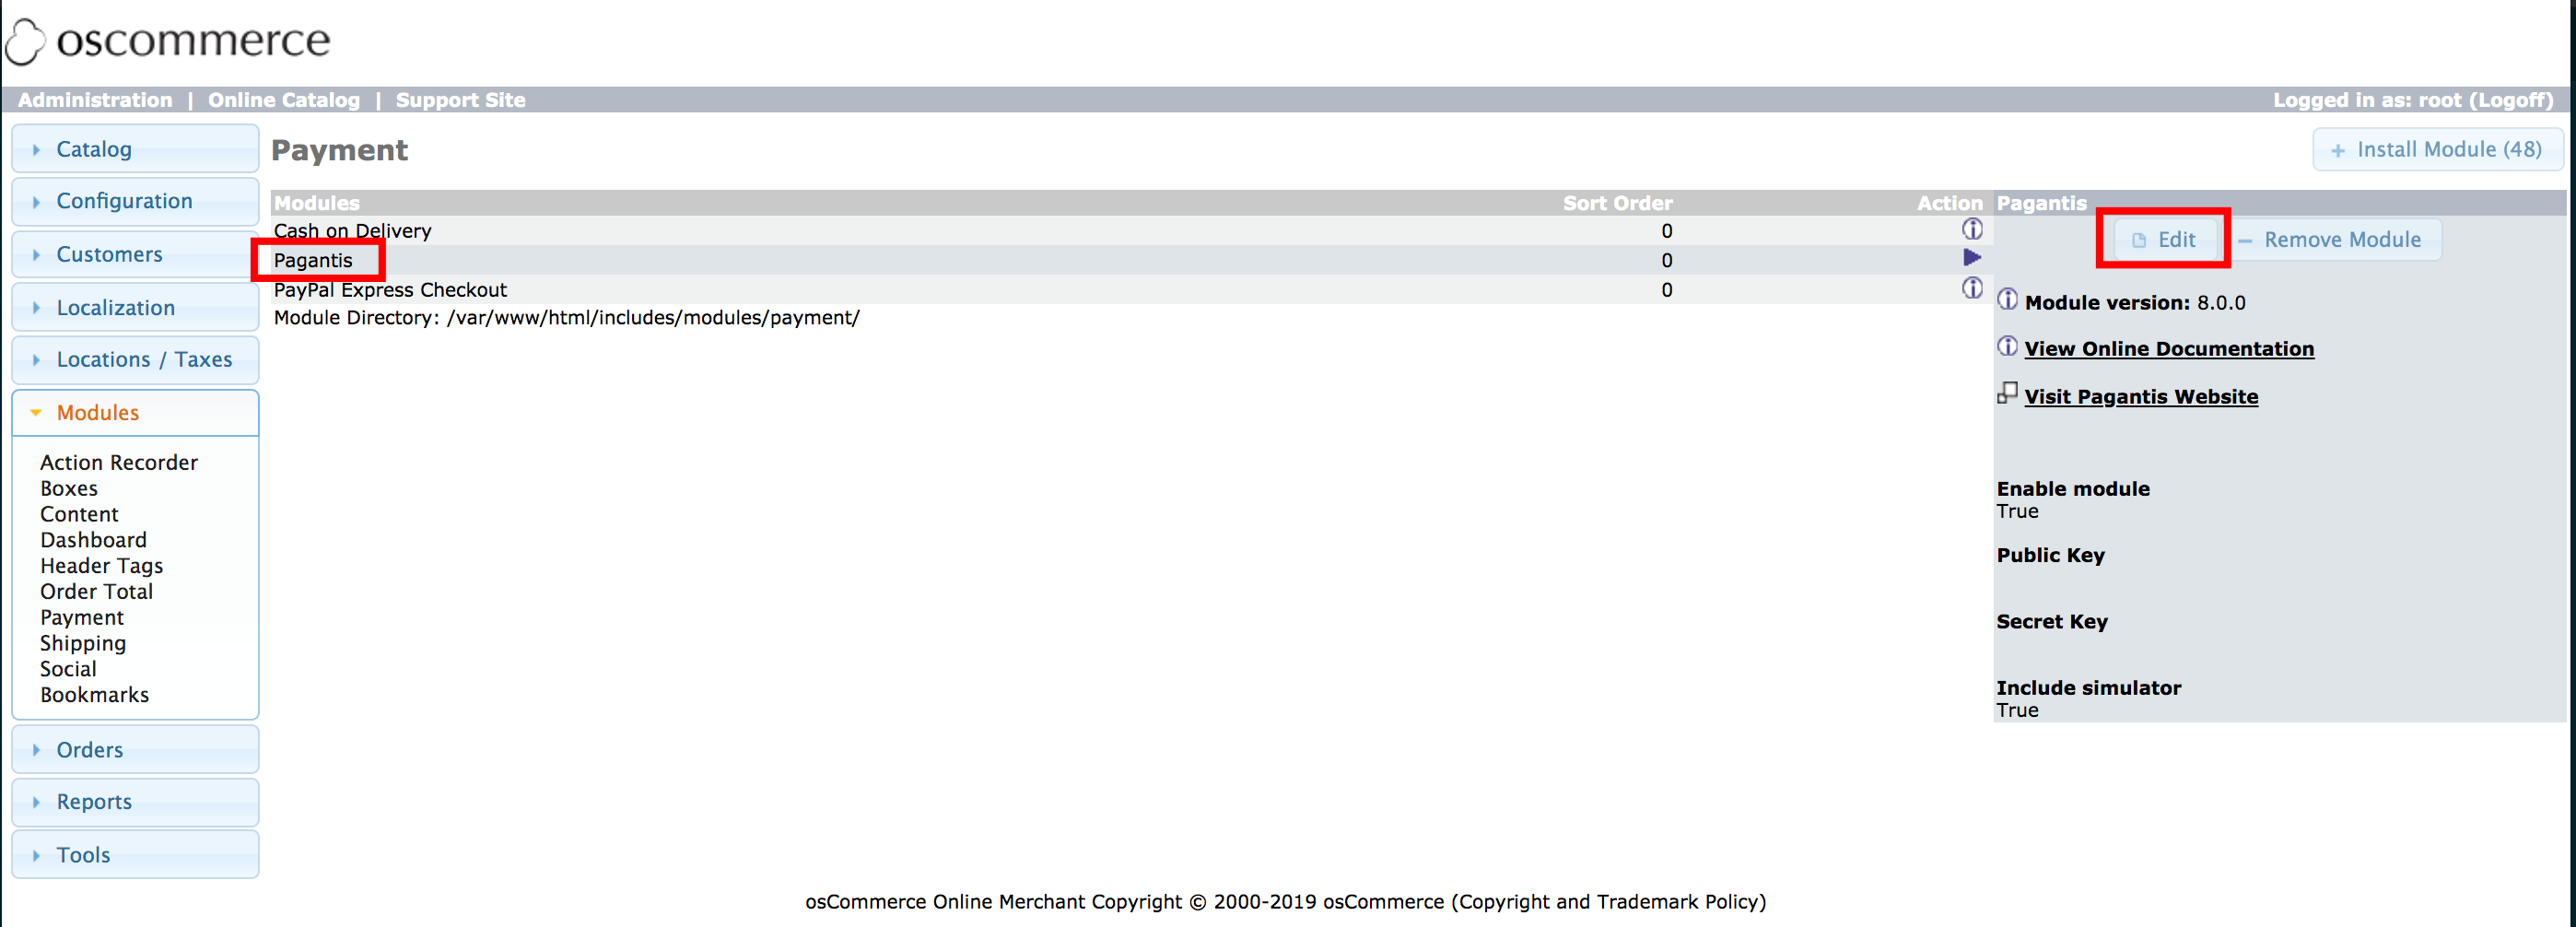 oscommerce
Administration | Online Catalog | Support Site
Logged in as: root (Logoff)
Catalog
Configuration
Customers
Localization
Locations / Taxes
Modules
Action Recorder
Boxes
Content
Dashboard
Header Tags
Order Total
Payment
Shipping
Social
Bookmarks
Orders
Reports
Tools
Payment
+ Install Module (48)
Modules Sort Order Action
Cash on Delivery 0
Pagantis 0
PayPal Express Checkout 0
Module Directory: /var/www/html/includes/modules/payment/
Pagantis
Edit
− Remove Module
Module version: 8.0.0
View Online Documentation
Visit Pagantis Website
Enable module
True
Public Key
Secret Key
Include simulator
True
osCommerce Online Merchant Copyright © 2000-2019 osCommerce (Copyright and Trademark Policy)